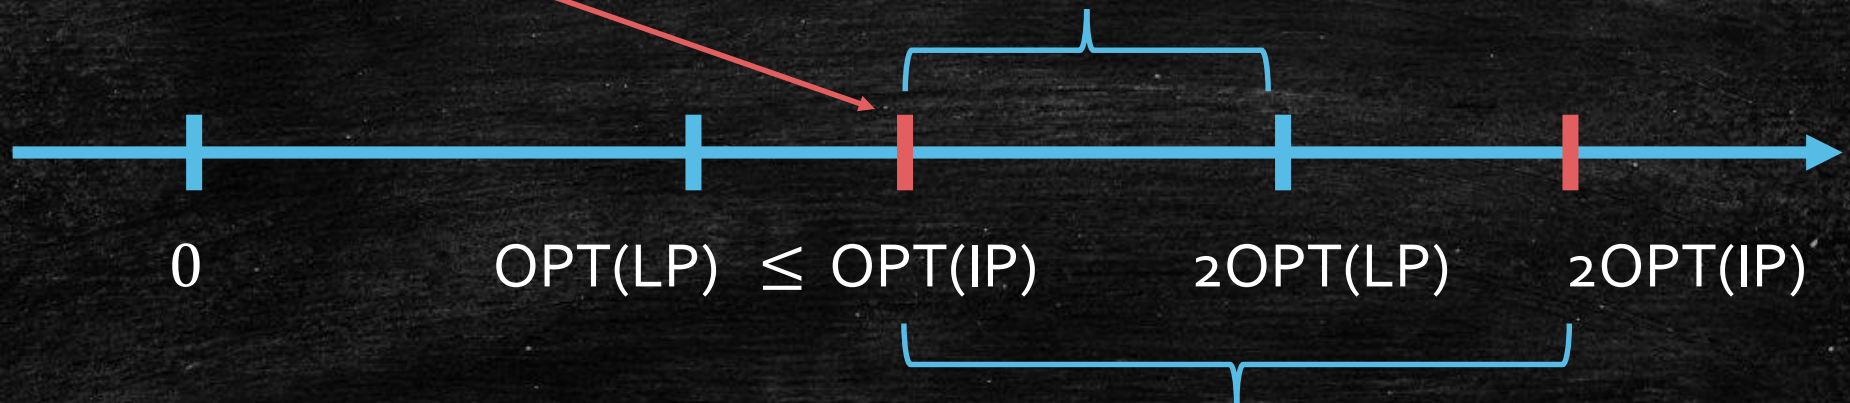 0 OPT(LP) ≤ OPT(IP) 2OPT(LP) 2OPT(IP)